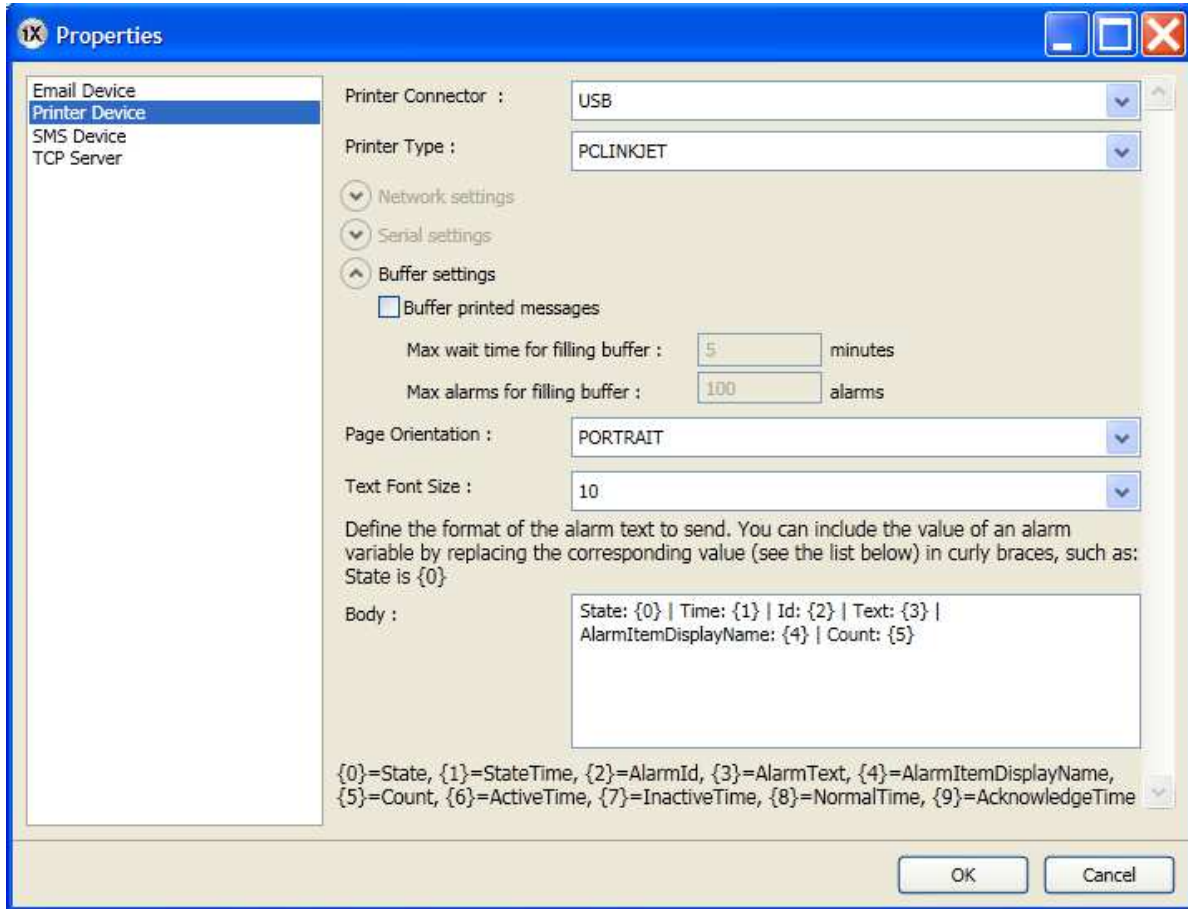 1X Properties
Email Device
Printer Device
SMS Device
TCP Server
Printer Connector :
USB
Printer Type :
PCLINKJET
Network settings
Serial settings
Buffer settings
Buffer printed messages
Max wait time for filling buffer :
5
minutes
Max alarms for filling buffer :
100
alarms
Page Orientation :
PORTRAIT
Text Font Size :
10
Define the format of the alarm text to send. You can include the value of an alarm
variable by replacing the corresponding value (see the list below) in curly braces, such as:
State is {0}
Body :
State: {0} | Time: {1} | Id: {2} | Text: {3} |
AlarmItemDisplayName: {4} | Count: {5}
{0}=State, {1}=StateTime, {2}=AlarmId, {3}=AlarmText, {4}=AlarmItemDisplayName,
{5}=Count, {6}=ActiveTime, {7}=InactiveTime, {8}=NormalTime, {9}=AcknowledgeTime
OK
Cancel